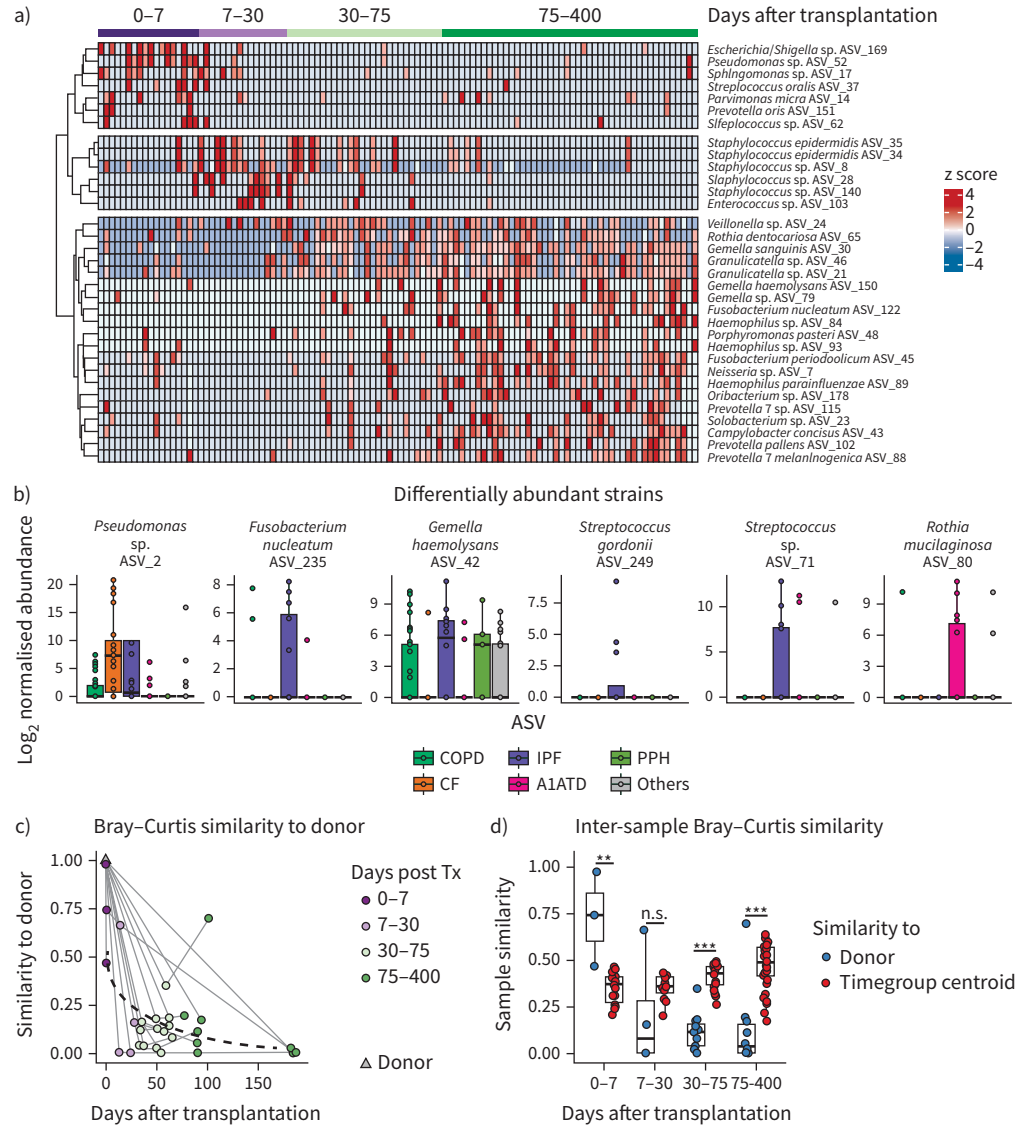 a)
0–7 7–30 30–75 75–400 Days after transplantation
Escherichia/Shigella sp. ASV_169
Pseudomonas sp. ASV_52
Sphlngomonas sp. ASV_17
Streplococcus oralis ASV_37
Parvimonas micra ASV_14
Prevotella oris ASV_151
Slfeplococcus sp. ASV_62
Staphylococcus epidermidis ASV_35
Staphylococcus epidermidis ASV_34
Staphylococcus sp. ASV_8
Slaphylococcus sp. ASV_28
Staphylococcus sp. ASV_140
Enterococcus sp. ASV_103
Veillonella sp. ASV_24
Rothia dentocariosa ASV_65
Gemella sanguinis ASV_30
Granulicatella sp. ASV_46
Granulicatella sp. ASV_21
Gemella haemolysans ASV_150
Gemella sp. ASV_79
Fusobacterium nucleatum ASV_122
Haemophilus sp. ASV_84
Porphyromonas pasteri ASV_48
Haemophilus sp. ASV_93
Fusobacterium periodoolicum ASV_45
Neisseria sp. ASV_7
Haemophilus parainfluenzae ASV_89
Oribacterium sp. ASV_178
Prevotella 7 sp. ASV_115
Solobacterium sp. ASV_23
Campylobacter concisus ASV_43
Prevotella pallens ASV_102
Prevotella 7 melanlnogenica ASV_88
z score
4
2
0
−2
−4
b)
Differentially abundant strains
Log2 normalised abundance
Pseudomonas
sp.
ASV_2
20
15
10
5
0
Fusobacterium
nucleatum
ASV_235
8
6
4
2
0
Gemella
haemolysans
ASV_42
9
6
3
0
Streptococcus
gordonii
ASV_249
7.5
5.0
2.5
0.0
Streptococcus
sp.
ASV_71
10
5
0
Rothia
mucilaginosa
ASV_80
9
6
3
0
ASV
COPD IPF PPH
CF A1ATD Others
c)
Bray–Curtis similarity to donor
Similarity to donor
1.00
0.75
0.50
0.25
0.00
0 50 100 150
Days after transplantation
Days post Tx
0–7
7–30
30–75
75–400
Donor
d)
Inter-sample Bray–Curtis similarity
Sample similarity
1.00
0.75
0.50
0.25
0.00
**
n.s.
***
***
0–7 7–30 30–75 75-400
Days after transplantation
Similarity to
Donor
Timegroup centroid